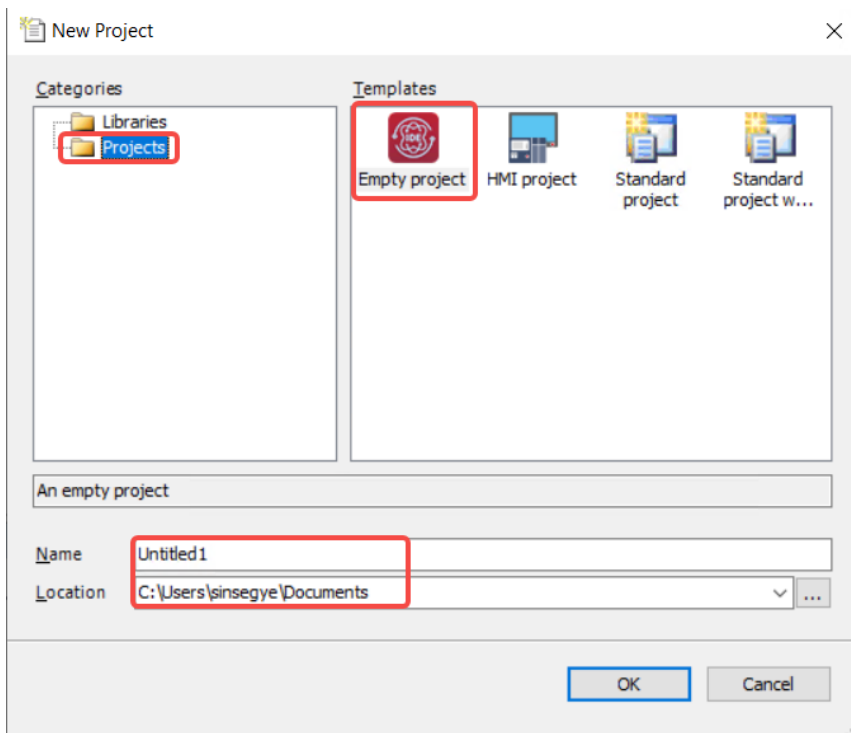 New Project
Categories
Templates
Libraries
Projects
IDE
Empty project
HMI project
Standard project
Standard project w...
An empty project
Name
Untitled1
Location
C:\Users\sinsegye\Documents
...
OK
Cancel